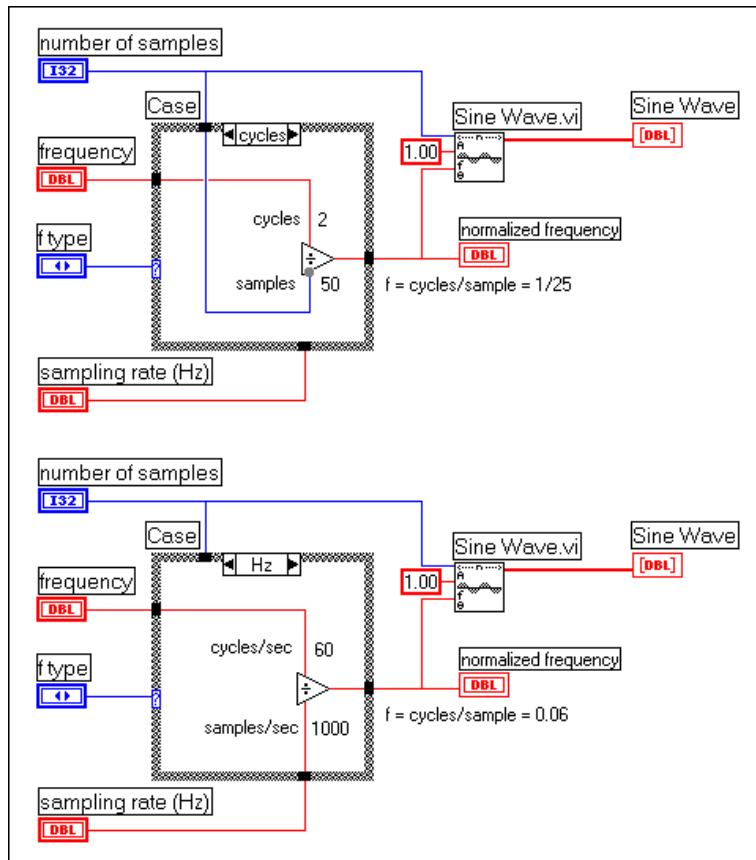 number of samples
I32
Case
cycles
Sine Wave.vi
Sine Wave
[DBL]
frequency
DBL
1.00
n
A
f
θ
f type
cycles
2
÷
samples
50
normalized frequency
DBL
f = cycles/sample = 1/25
?
sampling rate (Hz)
DBL
number of samples
I32
Case
Hz
Sine Wave.vi
Sine Wave
[DBL]
frequency
DBL
1.00
n
A
f
θ
f type
cycles/sec
60
÷
samples/sec
1000
normalized frequency
DBL
f = cycles/sample = 0.06
?
sampling rate (Hz)
DBL